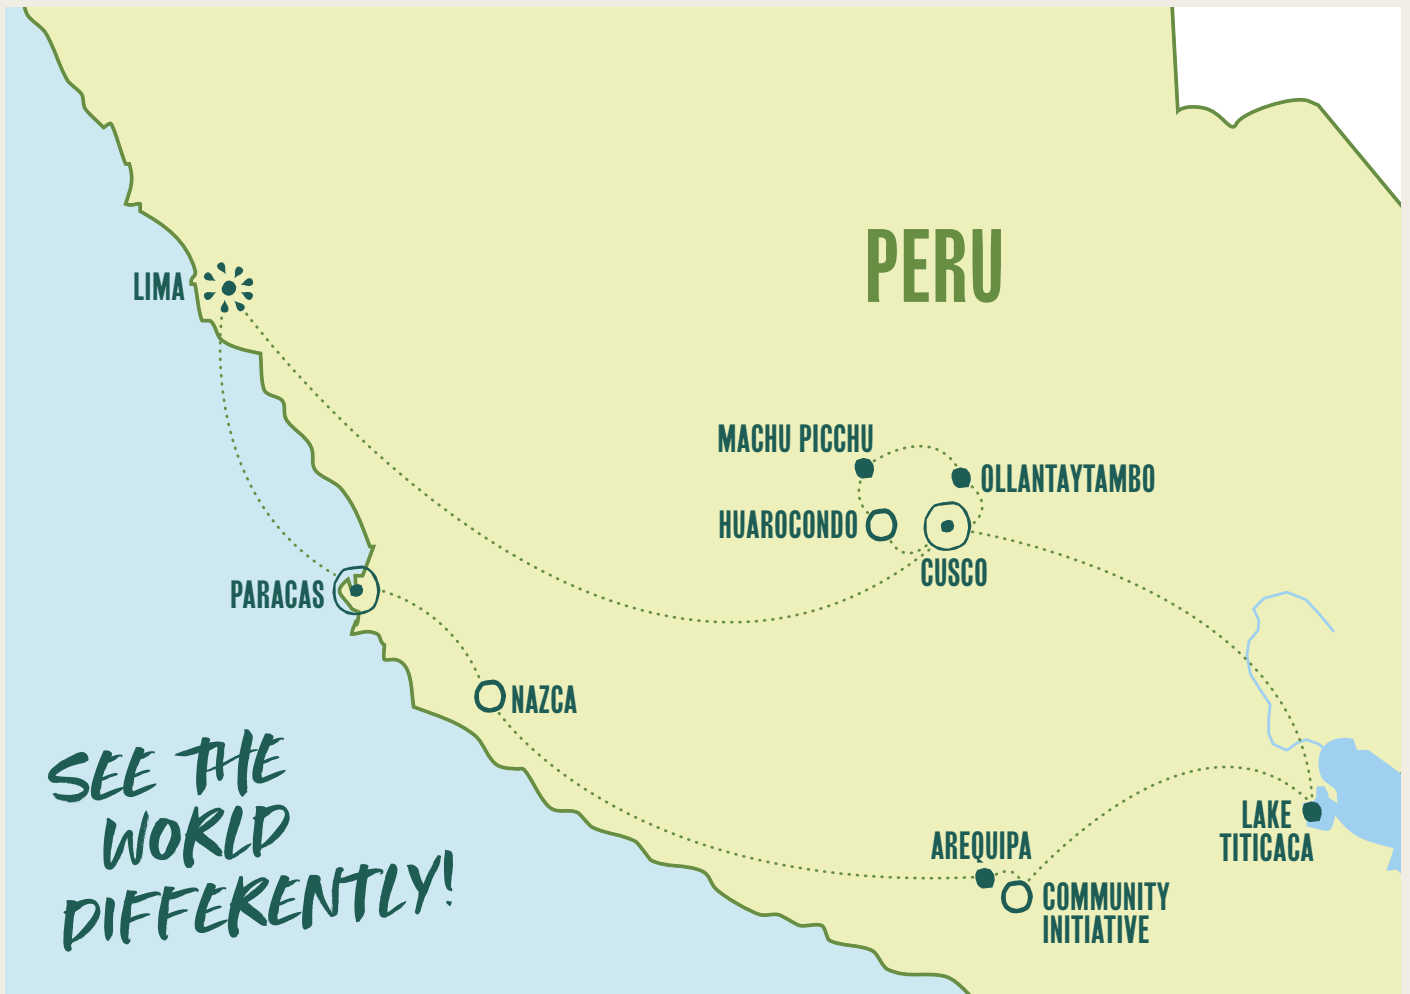 PERU
LIMA
MACHU PICCHU
OLLANTAYTAMBO
HUAROCONDO
CUSCO
PARACAS
NAZCA
SEE THE
WORLD
DIFFERENTLY!
AREQUIPA
COMMUNITY
INITIATIVE
LAKE
TITICACA